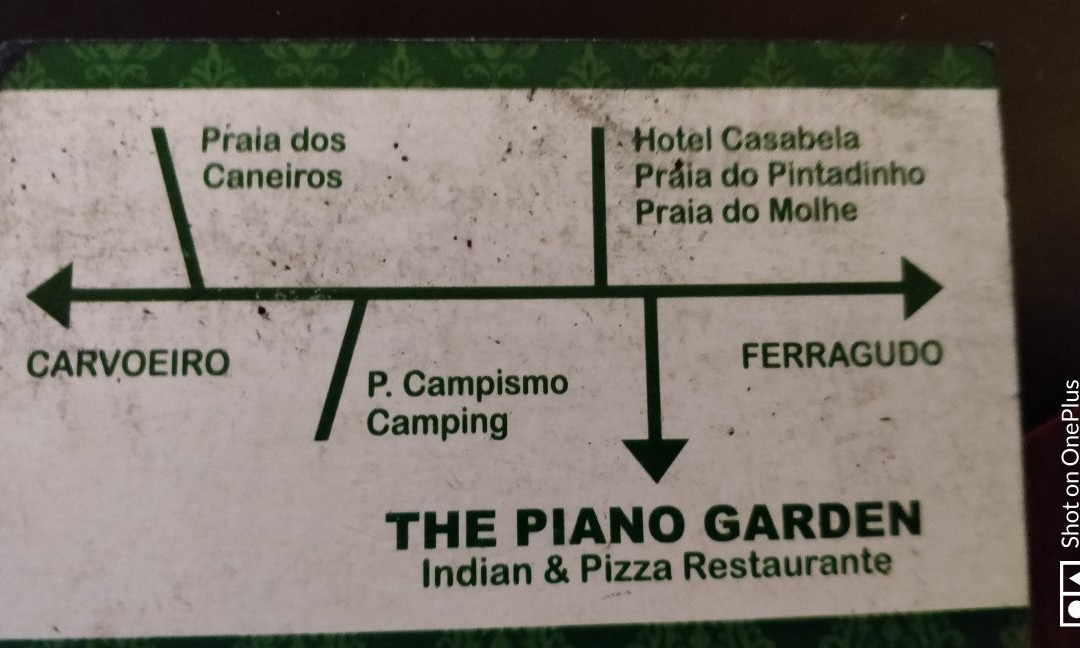 Praia dos
Caneiros
Hotel Casabela
Praia do Pintadinho
Praia do Molhe
CARVOEIRO
FERRAGUDO
P. Campismo
Camping
THE PIANO GARDEN
Indian & Pizza Restaurante
Shot on OnePlus